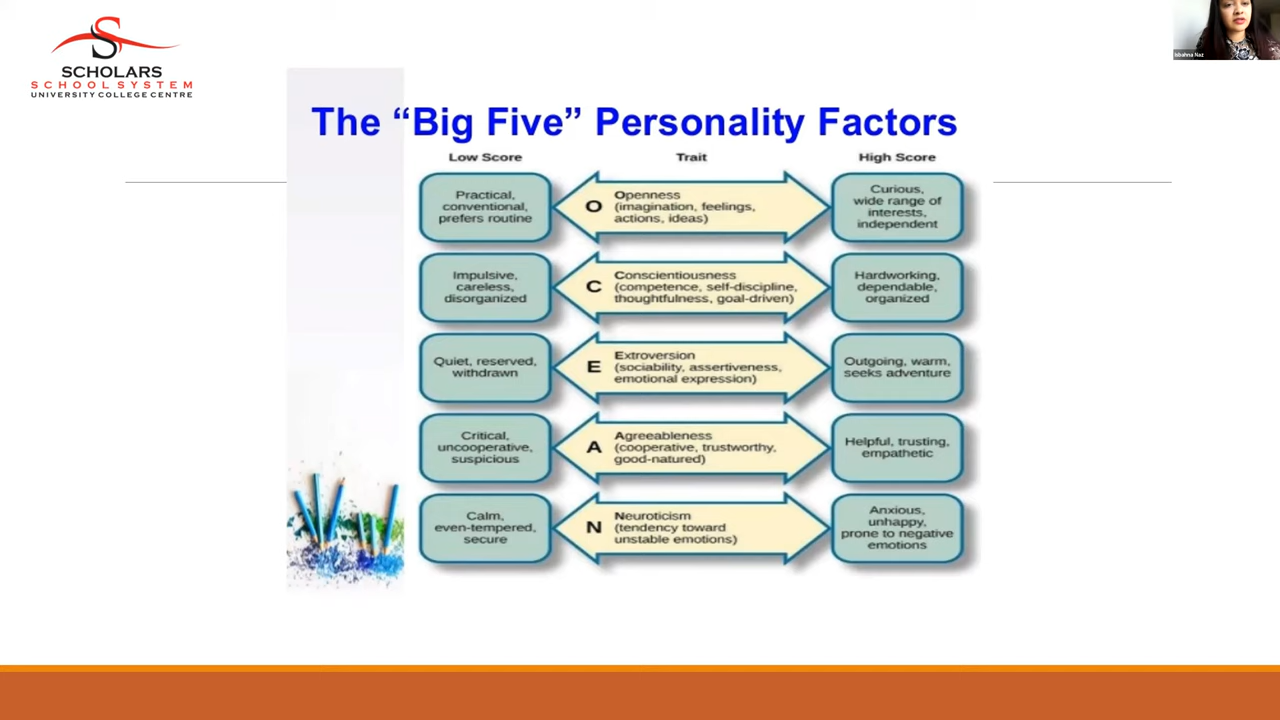 S
SCHOLARS
SCHOOL SYSTEM
UNIVERSITY COLLEGE CENTRE
Isbahna Naz
The “Big Five” Personality Factors
Low Score
Trait
High Score
Practical,
conventional,
prefers routine
O
Openness
(imagination, feelings,
actions, ideas)
Curious,
wide range of
interests,
independent
Impulsive,
careless,
disorganized
C
Conscientiousness
(competence, self-discipline,
thoughtfulness, goal-driven)
Hardworking,
dependable,
organized
Quiet, reserved,
withdrawn
E
Extroversion
(sociability, assertiveness,
emotional expression)
Outgoing, warm,
seeks adventure
Critical,
uncooperative,
suspicious
A
Agreeableness
(cooperative, trustworthy,
good-natured)
Helpful, trusting,
empathetic
Calm,
even-tempered,
secure
N
Neuroticism
(tendency toward
unstable emotions)
Anxious,
unhappy,
prone to negative
emotions